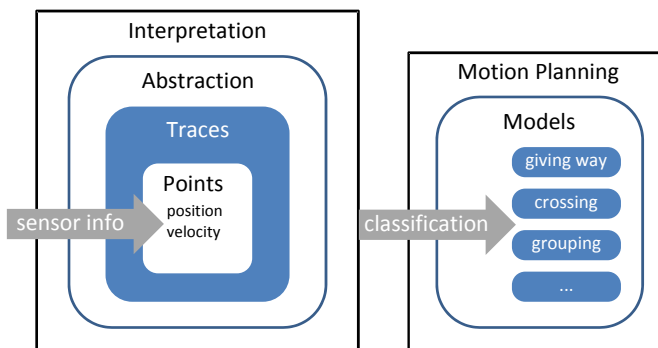 Interpretation
Abstraction
Traces
Points
position
velocity
sensor info
classification
Motion Planning
Models
giving way
crossing
grouping
...